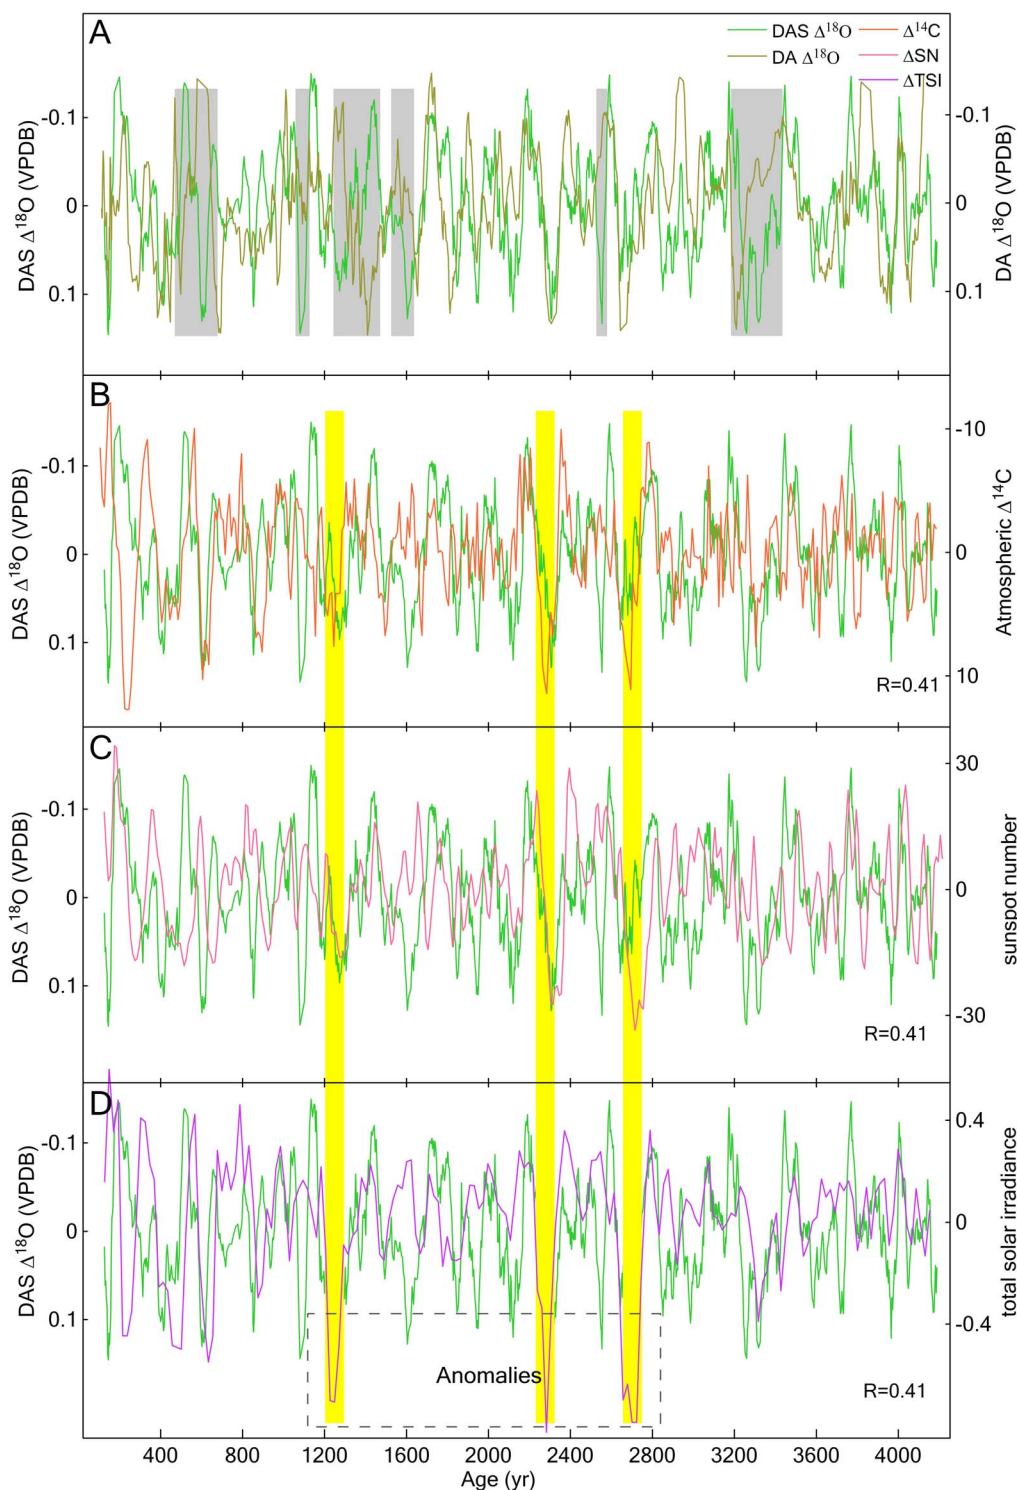 A
DAS Δ¹⁸O
DA Δ¹⁸O
Δ¹⁴C
ΔSN
ΔTSI
DAS Δ¹⁸O (VPDB)
-0.1
0
0.1
-0.1
0
0.1
DA Δ¹⁸O (VPDB)
B
DAS Δ¹⁸O (VPDB)
-0.1
0
0.1
-10
0
10
Atmospheric Δ¹⁴C
R=0.41
C
DAS Δ¹⁸O (VPDB)
-0.1
0
0.1
30
0
-30
sunspot number
R=0.41
D
DAS Δ¹⁸O (VPDB)
-0.1
0
0.1
0.4
0
-0.4
total solar irradiance
Anomalies
R=0.41
400 800 1200 1600 2000 2400 2800 3200 3600 4000
Age (yr)